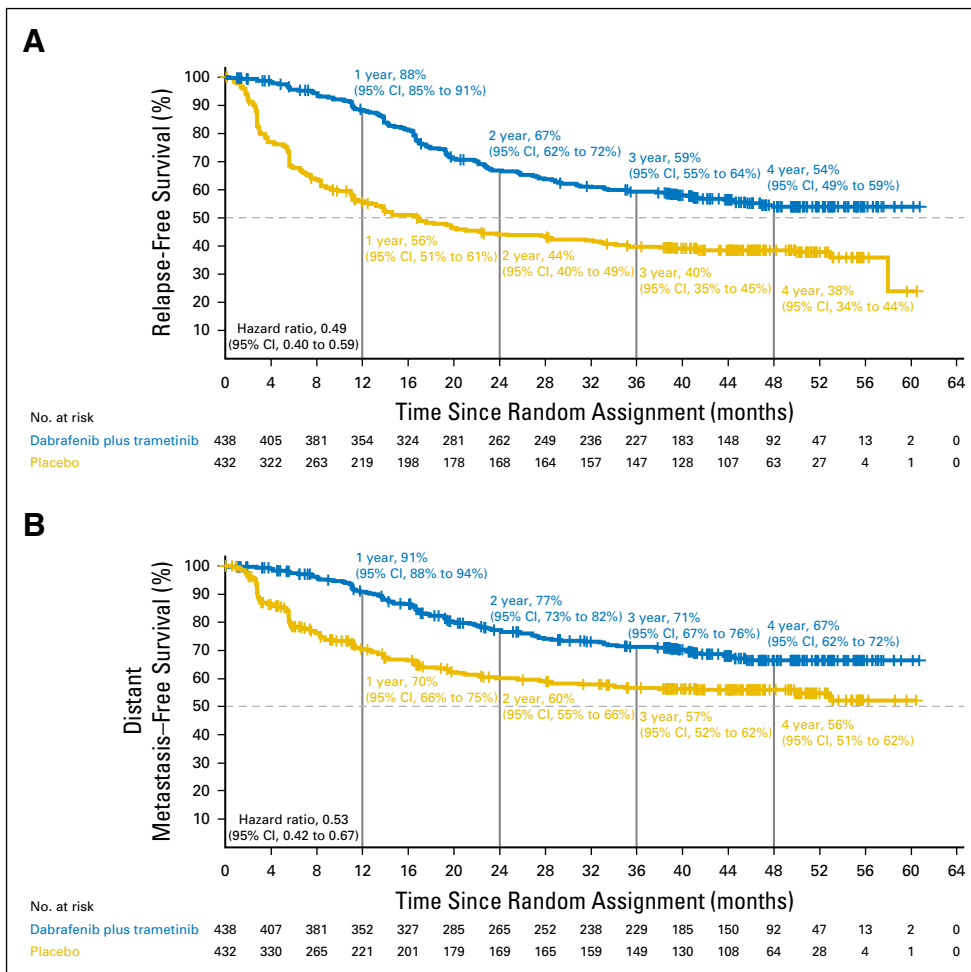 A
Relapse-Free Survival (%)
100
90
80
70
60
50
40
30
20
10
1 year, 88%
(95% CI, 85% to 91%)
2 year, 67%
(95% CI, 62% to 72%)
3 year, 59%
(95% CI, 55% to 64%)
4 year, 54%
(95% CI, 49% to 59%)
1 year, 56%
(95% CI, 51% to 61%)
2 year, 44%
(95% CI, 40% to 49%)
3 year, 40%
(95% CI, 35% to 45%)
4 year, 38%
(95% CI, 34% to 44%)
Hazard ratio, 0.49
(95% CI, 0.40 to 0.59)
0 4 8 12 16 20 24 28 32 36 40 44 48 52 56 60 64
Time Since Random Assignment (months)
No. at risk
Dabrafenib plus trametinib 438 405 381 354 324 281 262 249 236 227 183 148 92 47 13 2 0
Placebo 432 322 263 219 198 178 168 164 157 147 128 107 63 27 4 1 0
B
Distant
Metastasis–Free Survival (%)
100
90
80
70
60
50
40
30
20
10
1 year, 91%
(95% CI, 88% to 94%)
2 year, 77%
(95% CI, 73% to 82%)
3 year, 71%
(95% CI, 67% to 76%)
4 year, 67%
(95% CI, 62% to 72%)
1 year, 70%
(95% CI, 66% to 75%)
2 year, 60%
(95% CI, 55% to 66%)
3 year, 57%
(95% CI, 52% to 62%)
4 year, 56%
(95% CI, 51% to 62%)
Hazard ratio, 0.53
(95% CI, 0.42 to 0.67)
0 4 8 12 16 20 24 28 32 36 40 44 48 52 56 60 64
Time Since Random Assignment (months)
No. at risk
Dabrafenib plus trametinib 438 407 381 352 327 285 265 252 238 229 185 150 92 47 13 2 0
Placebo 432 330 265 221 201 179 169 165 159 149 130 108 64 28 4 1 0